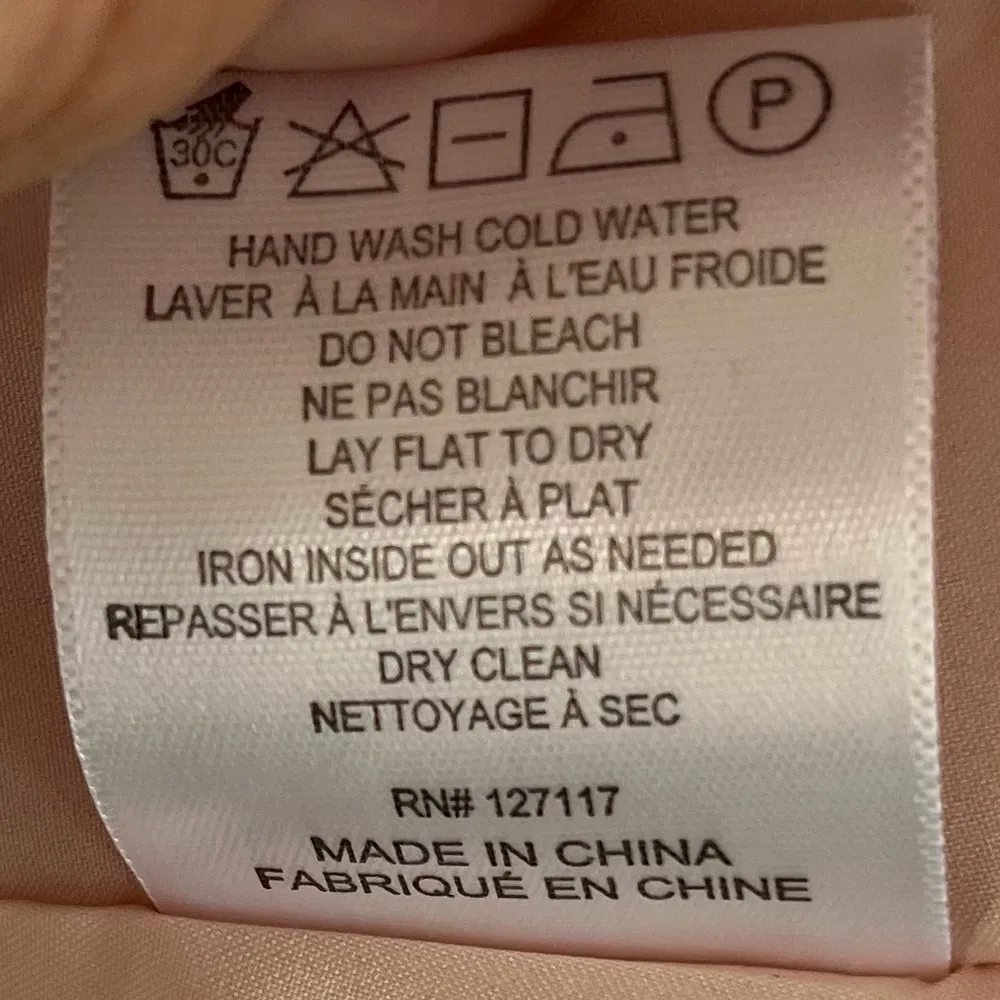 30C
P
HAND WASH COLD WATER
LAVER À LA MAIN À L'EAU FROIDE
DO NOT BLEACH
NE PAS BLANCHIR
LAY FLAT TO DRY
SÉCHER À PLAT
IRON INSIDE OUT AS NEEDED
REPASSER À L'ENVERS SI NÉCESSAIRE
DRY CLEAN
NETTOYAGE À SEC
RN# 127117
MADE IN CHINA
FABRIQUÉ EN CHINE